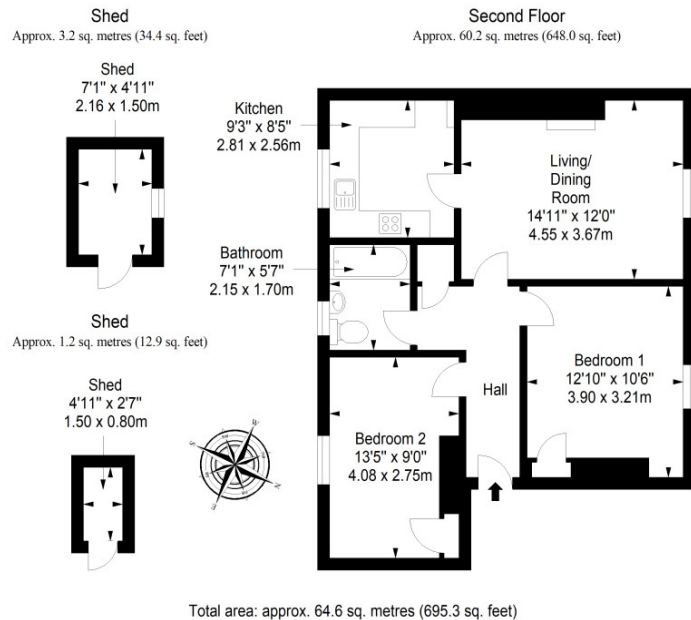 Shed
Approx. 3.2 sq. metres (34.4 sq. feet)
Shed
7'1" x 4'11"
2.16 x 1.50m
Shed
Approx. 1.2 sq. metres (12.9 sq. feet)
Shed
4'11" x 2'7"
1.50 x 0.80m
Second Floor
Approx. 60.2 sq. metres (648.0 sq. feet)
Kitchen
9'3" x 8'5"
2.81 x 2.56m
Living/
Dining
Room
14'11" x 12'0"
4.55 x 3.67m
Bathroom
7'1" x 5'7"
2.15 x 1.70m
Bedroom 1
12'10" x 10'6"
3.90 x 3.21m
Hall
Bedroom 2
13'5" x 9'0"
4.08 x 2.75m
W
S
N
E
Total area: approx. 64.6 sq. metres (695.3 sq. feet)